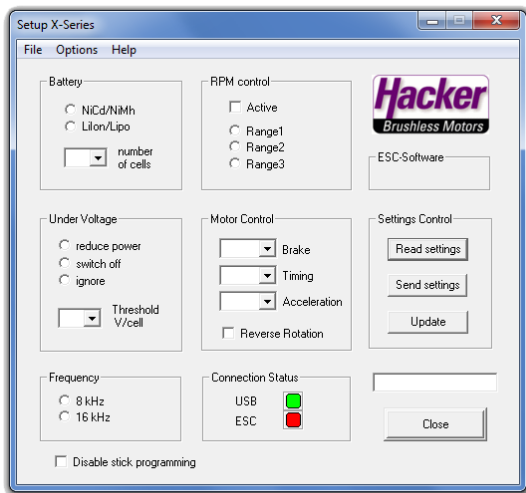 Setup X-Series
File Options Help
Battery
NiCd/NiMh
LiIon/Lipo
number
of cells
RPM control
Active
Range1
Range2
Range3
Hacker
Brushless Motors
ESC-Software
Under Voltage
reduce power
switch off
ignore
Threshold
V/cell
Motor Control
Brake
Timing
Acceleration
Reverse Rotation
Settings Control
Read settings
Send settings
Update
Frequency
8 kHz
16 kHz
Connection Status
USB
ESC
Close
Disable stick programming